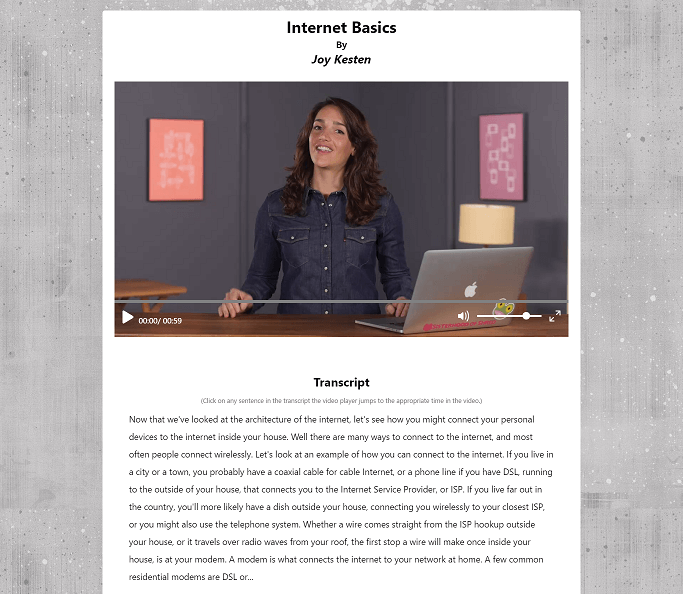 Internet Basics
By
Joy Kesten
00:00/ 00:59
Transcript
(Click on any sentence in the transcript the video player jumps to the appropriate time in the video.)
Now that we've looked at the architecture of the internet, let's see how you might connect your personal
devices to the internet inside your house. Well there are many ways to connect to the internet, and most
often people connect wirelessly. Let's look at an example of how you can connect to the internet. If you live in
a city or a town, you probably have a coaxial cable for cable Internet, or a phone line if you have DSL, running
to the outside of your house, that connects you to the Internet Service Provider, or ISP. If you live far out in
the country, you'll more likely have a dish outside your house, connecting you wirelessly to your closest ISP,
or you might also use the telephone system. Whether a wire comes straight from the ISP hookup outside
your house, or it travels over radio waves from your roof, the first stop a wire will make once inside your
house, is at your modem. A modem is what connects the internet to your network at home. A few common
residential modems are DSL or...